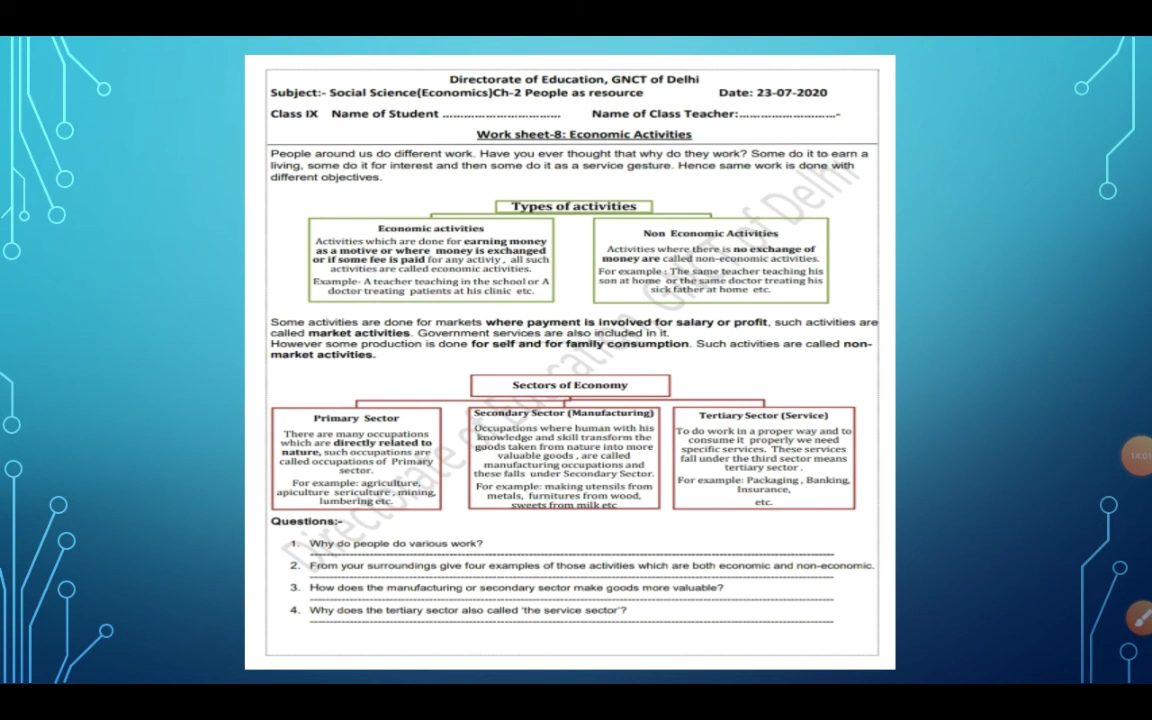 Directorate of Education, GNCT of Delhi
Subject:- Social Science(Economics)Ch-2 People as resource Date: 23-07-2020
Class IX Name of Student ................................ Name of Class Teacher:..........................-
Work sheet-8: Economic Activities
People around us do different work. Have you ever thought that why do they work? Some do it to earn a
living, some do it for interest and then some do it as a service gesture. Hence same work is done with
different objectives.
Types of activities
Economic activities
Activities which are done for earning money
as a motive or where money is exchanged
or if some fee is paid for any activiy , all such
activities are called economic activities.
Example- A teacher teaching in the school or A
doctor treating patients at his clinic etc.
Non Economic Activities
Activities where there is no exchange of
money are called non-economic activities.
For example : The same teacher teaching his
son at home or the same doctor treating his
sick father at home etc.
Some activities are done for markets where payment is involved for salary or profit, such activities are
called market activities. Government services are also included in it.
However some production is done for self and for family consumption. Such activities are called non-
market activities.
Sectors of Economy
Primary Sector
There are many occupations
which are directly related to
nature, such occupations are
called occupations of Primary
sector.
For example: agriculture,
apiculture sericulture, mining,
lumbering etc.
Secondary Sector (Manufacturing)
Occupations where human with his
knowledge and skill transform the
goods taken from nature into more
valuable goods , are called
manufacturing occupations and
these falls under Secondary Sector.
For example: making utensils from
metals, furnitures from wood,
sweets from milk etc
Tertiary Sector (Service)
To do work in a proper way and to
consume it properly we need
specific services. These services
fall under the third sector means
tertiary sector .
For example: Packaging , Banking,
Insurance,
etc.
Questions:-
1. Why do people do various work?
2. From your surroundings give four examples of those activities which are both economic and non-economic.
3. How does the manufacturing or secondary sector make goods more valuable?
4. Why does the tertiary sector also called 'the service sector'?
Directorate of Education, GNCT of Delhi